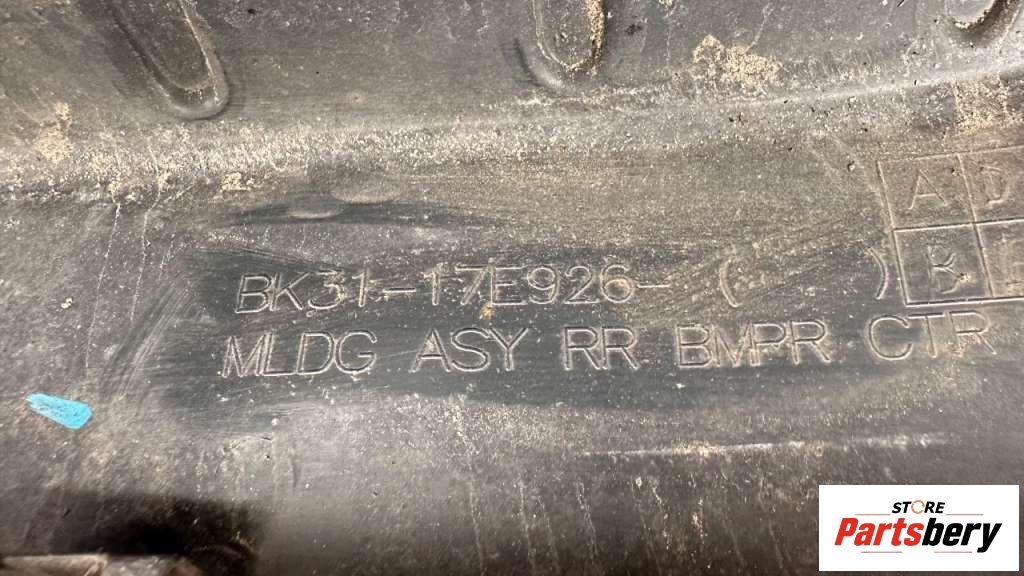 A D
B
BK31-17E926- ( )
MLDG ASY RR BMPR CTR
STORE
Partsbery